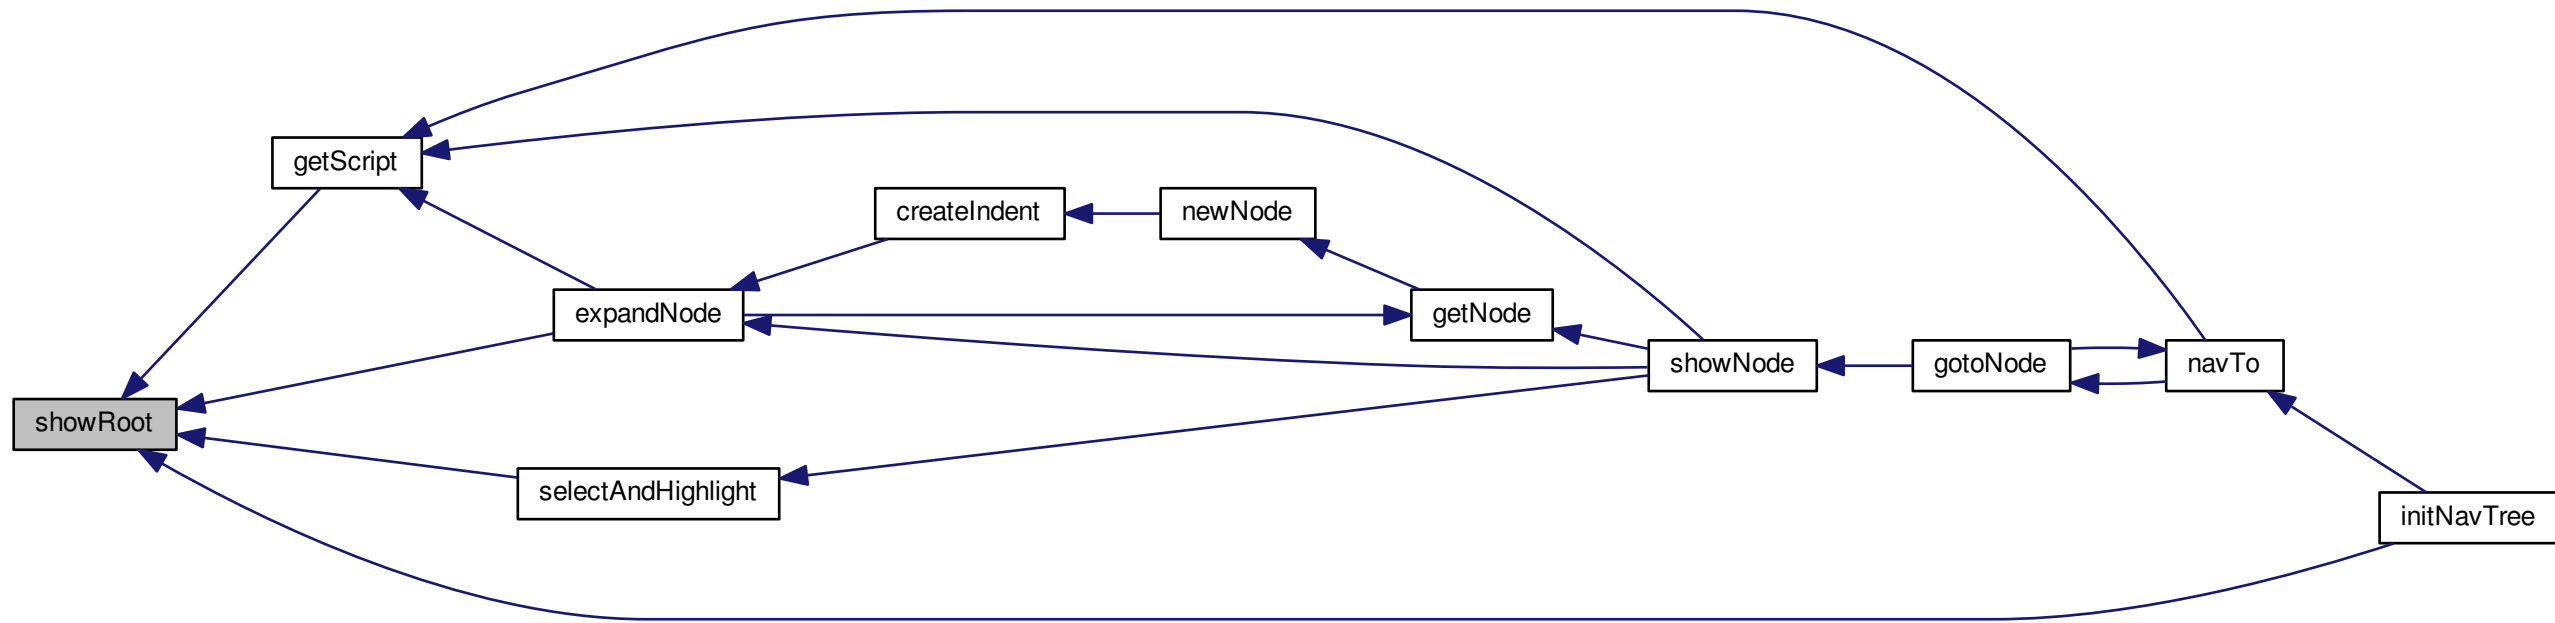 getScript
createIndent
newNode
expandNode
getNode
showNode
gotoNode
navTo
showRoot
selectAndHighlight
initNavTree